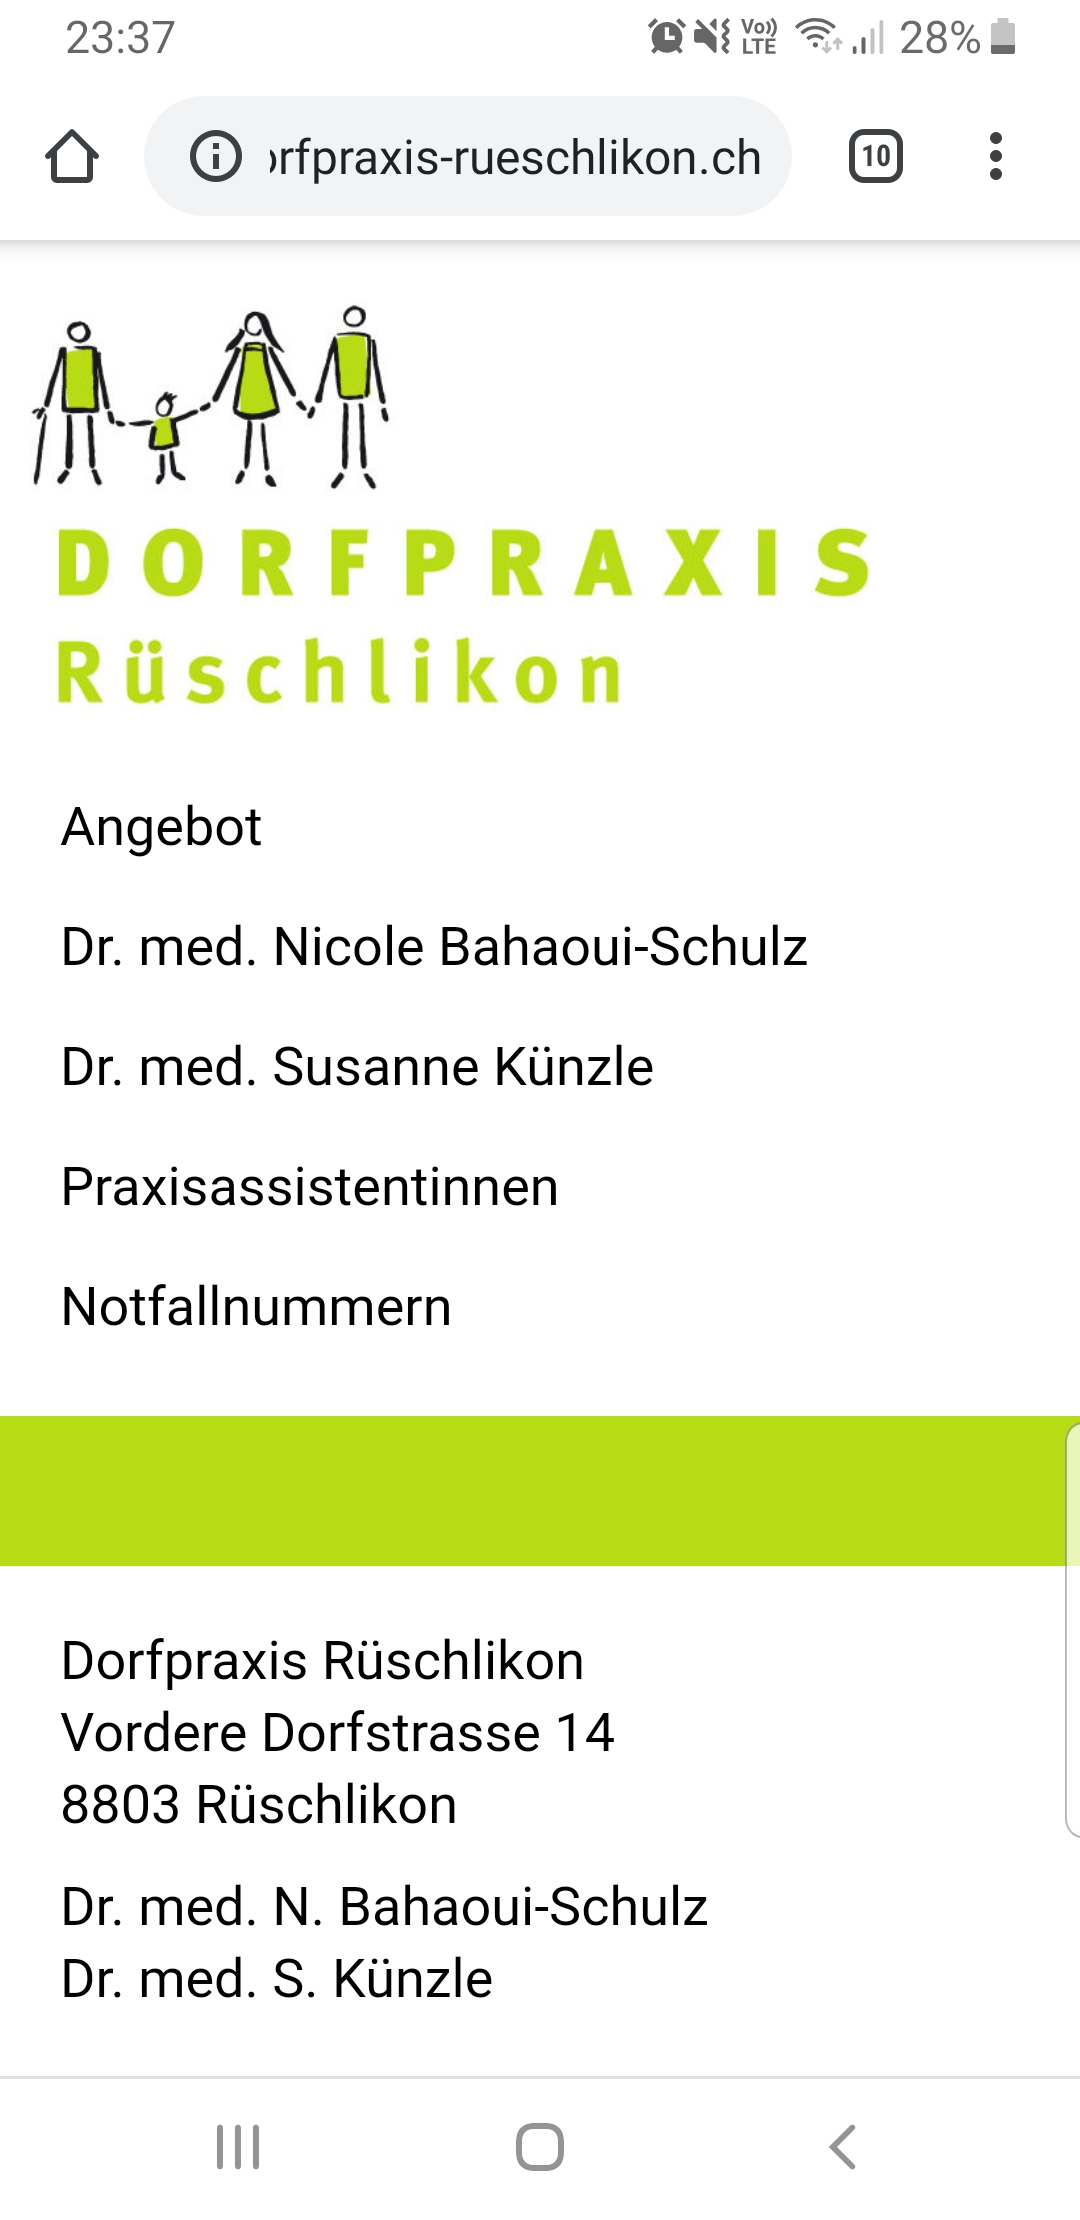 23:37 Vo)) LTE 28%
orfpraxis-rueschlikon.ch 10
DORFPRAXIS
Rüschlikon
Angebot
Dr. med. Nicole Bahaoui-Schulz
Dr. med. Susanne Künzle
Praxisassistentinnen
Notfallnummern
Dorfpraxis Rüschlikon
Vordere Dorfstrasse 14
8803 Rüschlikon
Dr. med. N. Bahaoui-Schulz
Dr. med. S. Künzle